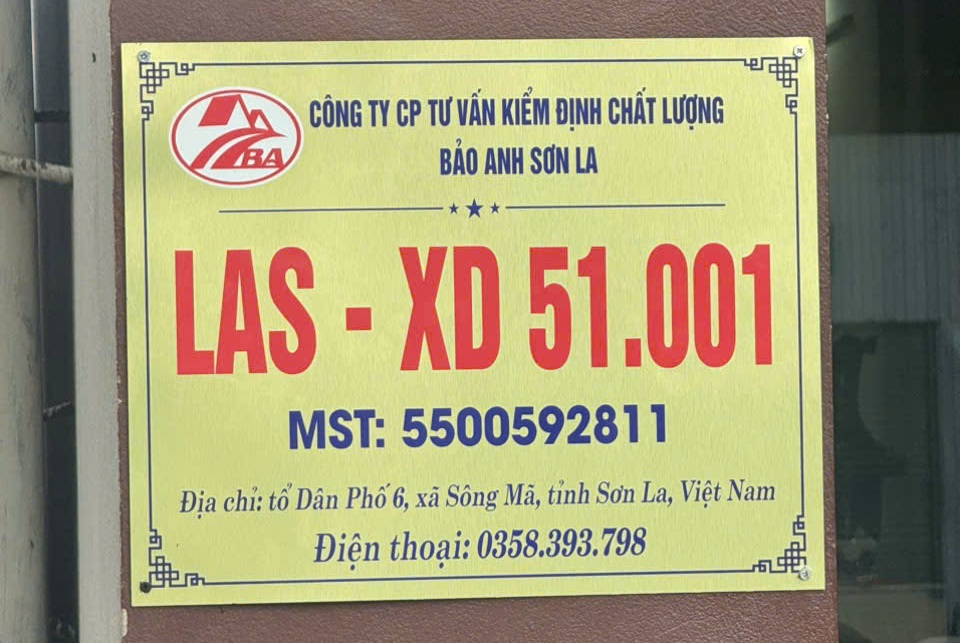 BA
CÔNG TY CP TƯ VẤN KIỂM ĐỊNH CHẤT LƯỢNG
BẢO ANH SƠN LA
LAS - XD 51.001
MST: 5500592811
Địa chỉ: tổ Dân Phố 6, xã Sông Mã, tỉnh Sơn La, Việt Nam
Điện thoại: 0358.393.798